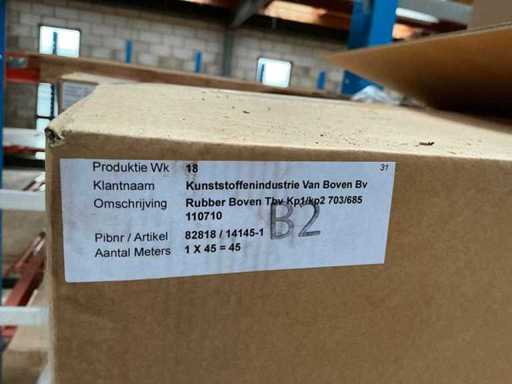 Produktie Wk 18 31
Klantnaam Kunststoffenindustrie Van Boven Bv
Omschrijving Rubber Boven Tbv Kp1/kp2 703/685
110710
B2
Pibnr / Artikel 82818 / 14145-1
Aantal Meters 1 X 45 = 45